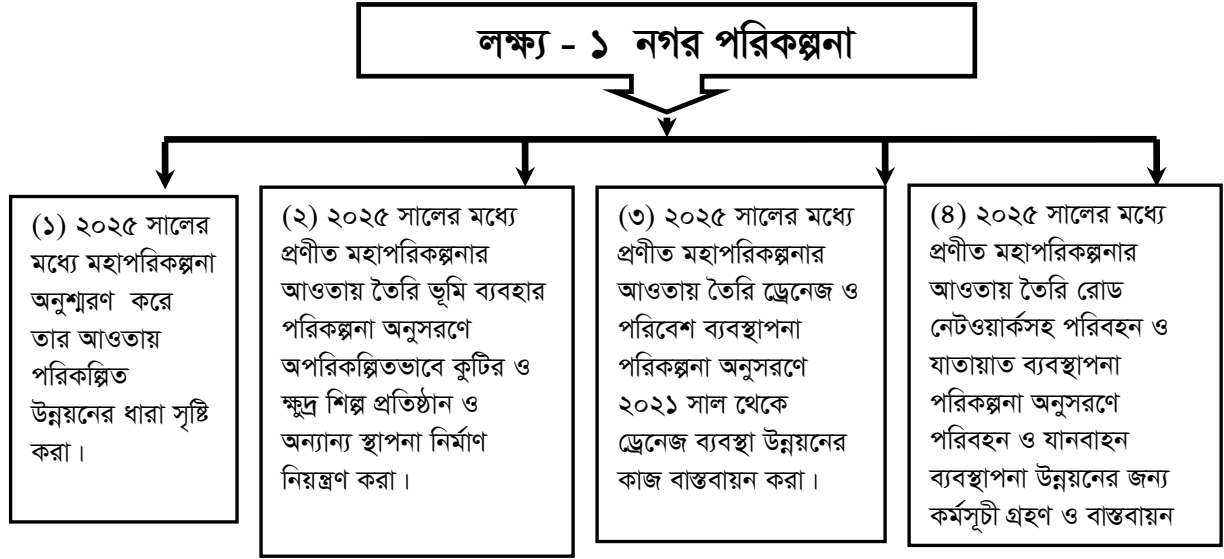 লক্ষ্য - ১ নগর পরিকল্পনা
(১) ২০২৫ সালের
মধ্যে মহাপরিকল্পনা
অনুশ্মরণ করে
তার আওতায়
পরিকল্পিত
উন্নয়নের ধারা সৃষ্টি
করা।
(২) ২০২৫ সালের মধ্যে
প্রণীত মহাপরিকল্পনার
আওতায় তৈরি ভূমি ব্যবহার
পরিকল্পনা অনুসরণে
অপরিকল্পিতভাবে কুটির ও
ক্ষুদ্র শিল্প প্রতিষ্ঠান ও
অন্যান্য স্থাপনা নির্মাণ
নিয়ন্ত্রণ করা।
(৩) ২০২৫ সালের মধ্যে
প্রণীত মহাপরিকল্পনার
আওতায় তৈরি ড্রেনেজ ও
পরিবেশ ব্যবস্থাপনা
পরিকল্পনা অনুসরণে
২০২১ সাল থেকে
ড্রেনেজ ব্যবস্থা উন্নয়নের
কাজ বাস্তবায়ন করা।
(৪) ২০২৫ সালের মধ্যে
প্রণীত মহাপরিকল্পনার
আওতায় তৈরি রোড
নেটওয়ার্কসহ পরিবহন ও
যাতায়াত ব্যবস্থাপনা
পরিকল্পনা অনুসরণে
পরিবহন ও যানবাহন
ব্যবস্থাপনা উন্নয়নের জন্য
কর্মসূচী গ্রহণ ও বাস্তবায়ন